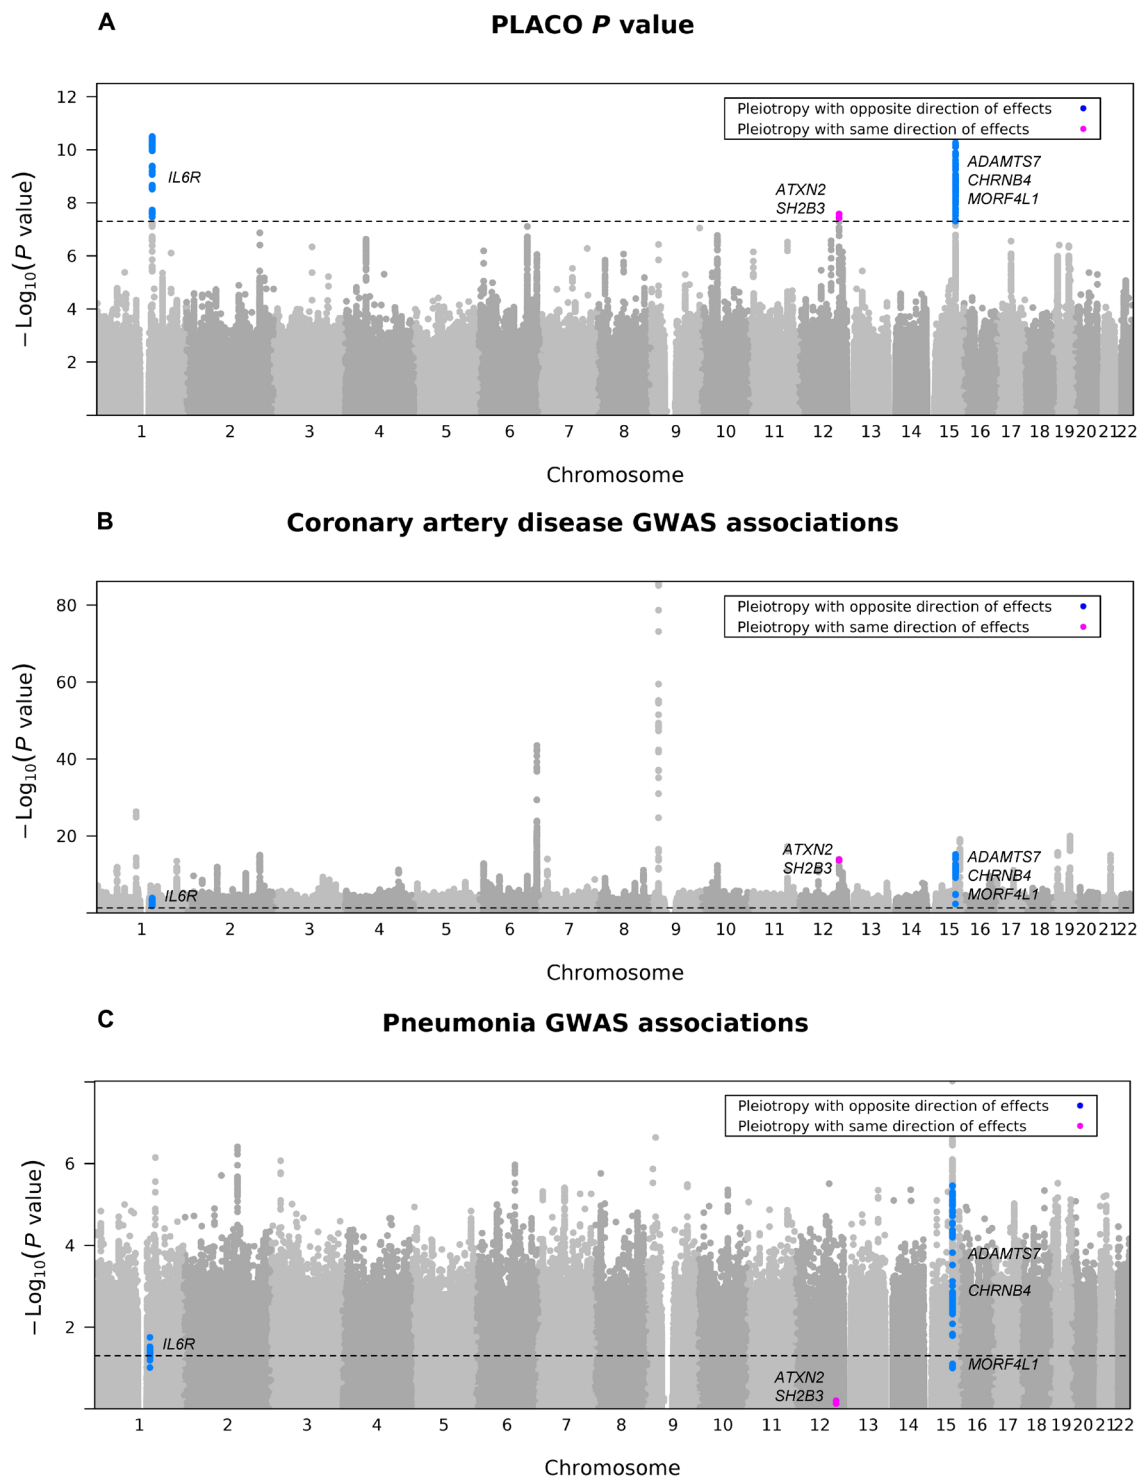 A
PLACO P value
−Log10(P value)
12
10
8
6
4
2
Pleiotropy with opposite direction of effects
Pleiotropy with same direction of effects
IL6R
ATXN2
SH2B3
ADAMTS7
CHRNB4
MORF4L1
1 2 3 4 5 6 7 8 9 10 11 12 13 14 15 16 17 18 19 20 21 22
Chromosome
B
Coronary artery disease GWAS associations
−Log10(P value)
80
60
40
20
Pleiotropy with opposite direction of effects
Pleiotropy with same direction of effects
IL6R
ATXN2
SH2B3
ADAMTS7
CHRNB4
MORF4L1
1 2 3 4 5 6 7 8 9 10 11 12 13 14 15 16 17 18 19 20 21 22
Chromosome
C
Pneumonia GWAS associations
−Log10(P value)
6
4
2
Pleiotropy with opposite direction of effects
Pleiotropy with same direction of effects
IL6R
ATXN2
SH2B3
ADAMTS7
CHRNB4
MORF4L1
1 2 3 4 5 6 7 8 9 10 11 12 13 14 15 16 17 18 19 20 21 22
Chromosome